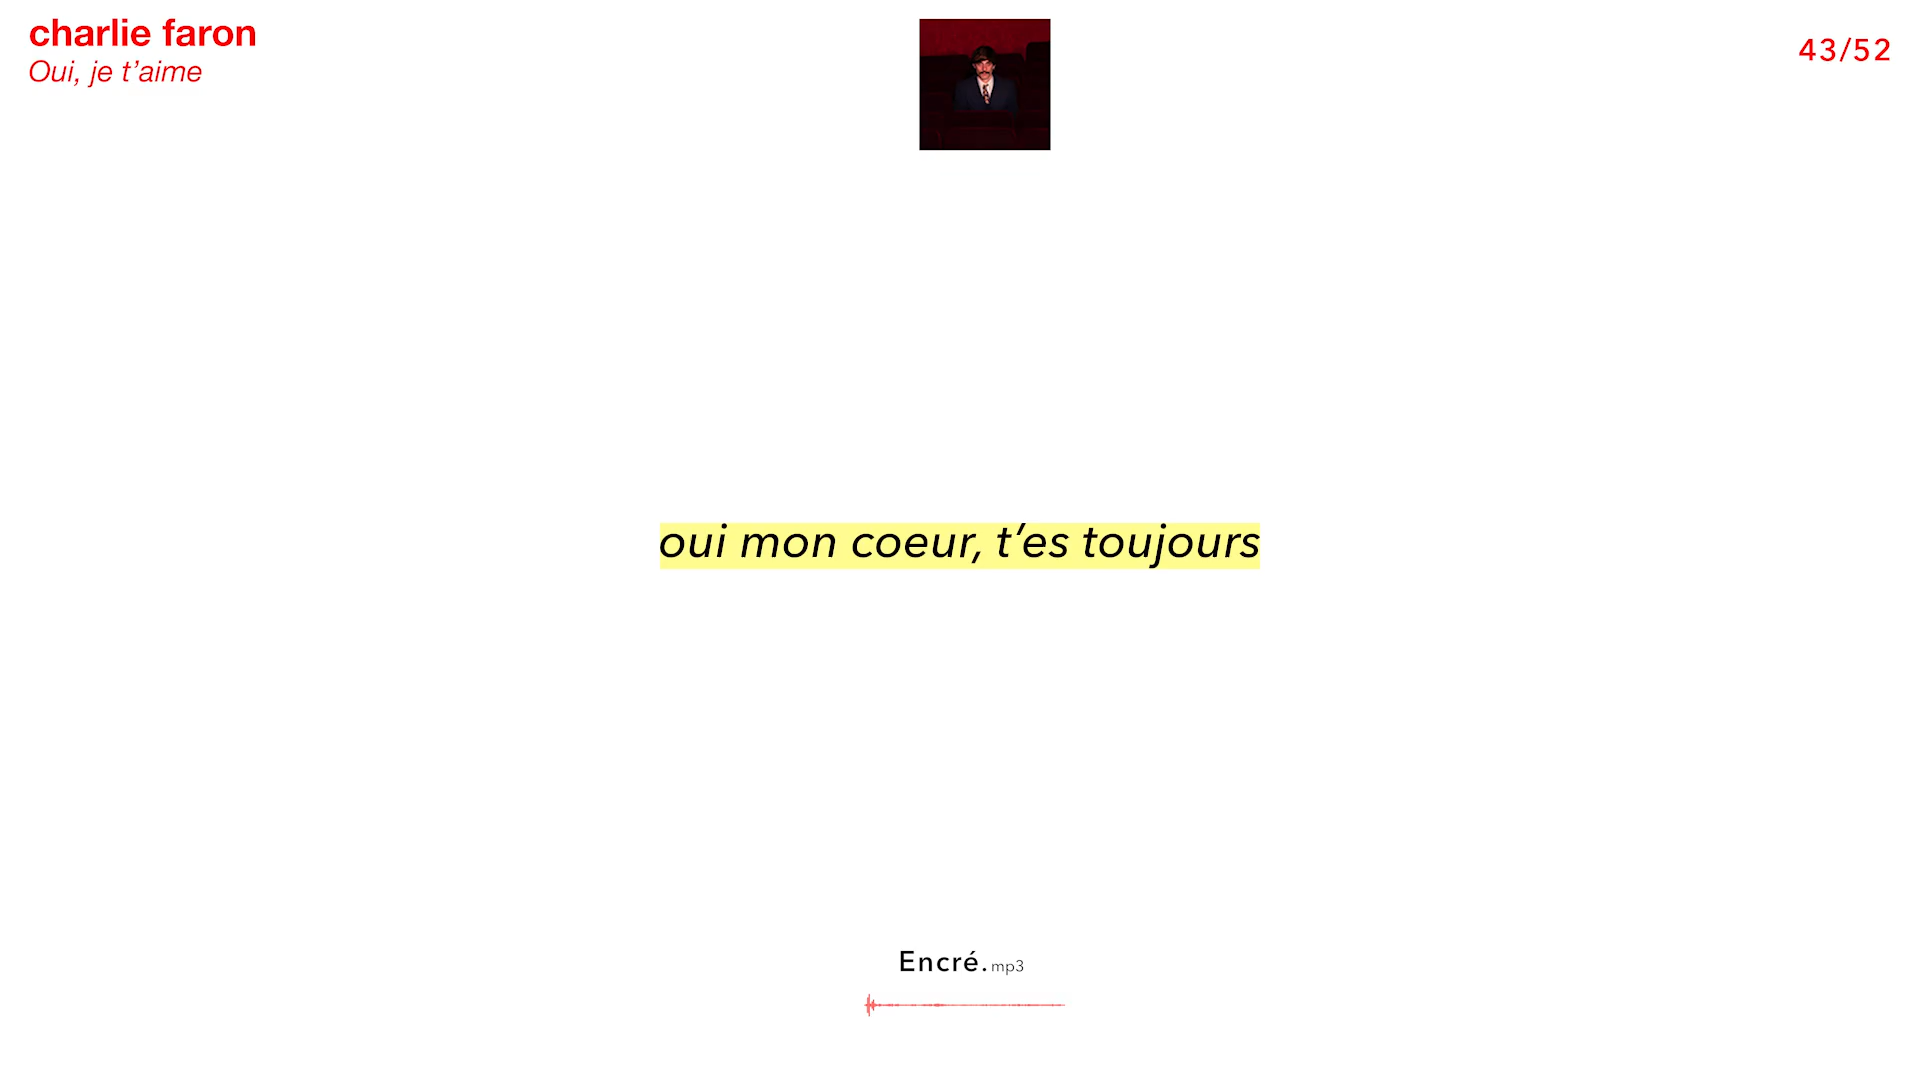 charlie faron
Oui, je t’aime
43/52
oui mon coeur, t’es toujours
Encré.mp3